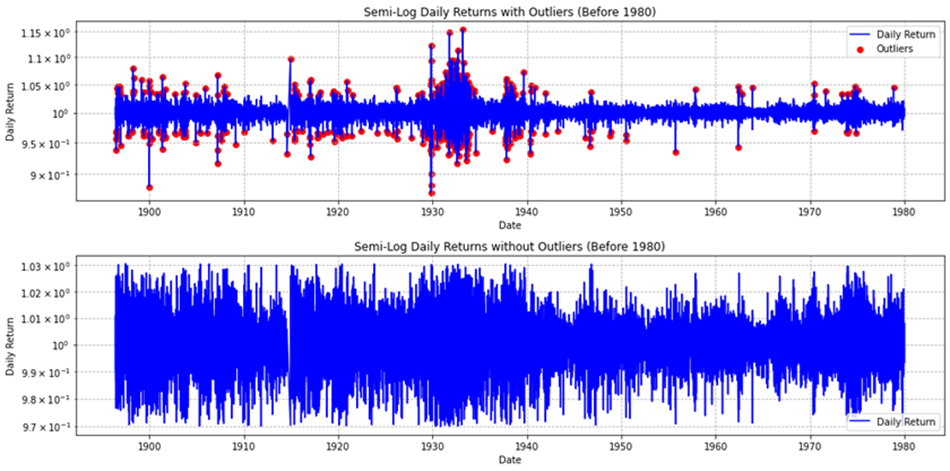 Semi-Log Daily Returns with Outliers (Before 1980)
1.15 × 10⁰
1.1 × 10⁰
1.05 × 10⁰
10⁰
9.5 × 10⁻¹
9 × 10⁻¹
Daily Return
Daily Return
Outliers
1900 1910 1920 1930 1940 1950 1960 1970 1980
Date
Semi-Log Daily Returns without Outliers (Before 1980)
1.03 × 10⁰
1.02 × 10⁰
1.01 × 10⁰
10⁰
9.9 × 10⁻¹
9.8 × 10⁻¹
9.7 × 10⁻¹
Daily Return
Daily Return
1900 1910 1920 1930 1940 1950 1960 1970 1980
Date